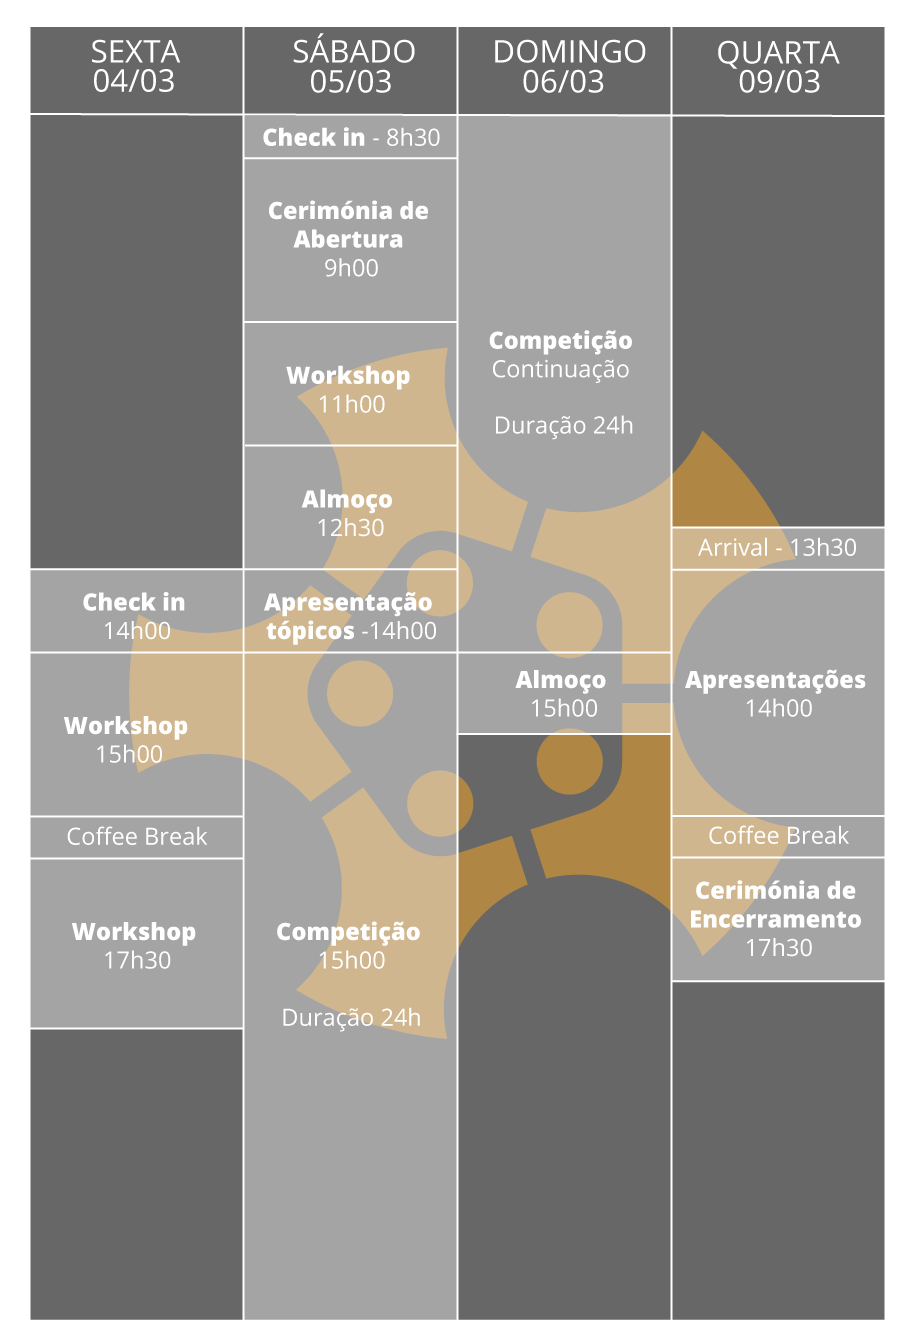 SEXTA
04/03
Check in
14h00
Workshop
15h00
Coffee Break
Workshop
17h30
SÁBADO
05/03
Check in - 8h30
Cerimónia de
Abertura
9h00
Workshop
11h00
Almoço
12h30
Apresentação
tópicos -14h00
Competição
15h00
Duração 24h
DOMINGO
06/03
Competição
Continuação
Duração 24h
Almoço
15h00
QUARTA
09/03
Arrival - 13h30
Apresentações
14h00
Coffee Break
Cerimónia de
Encerramento
17h30